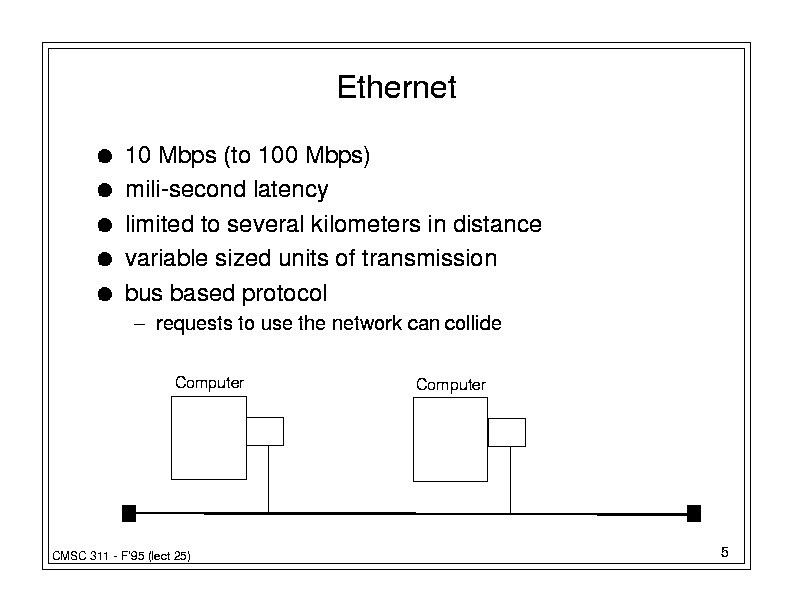 Ethernet
● 10 Mbps (to 100 Mbps)
● mili-second latency
● limited to several kilometers in distance
● variable sized units of transmission
● bus based protocol
– requests to use the network can collide
Computer
Computer
CMSC 311 - F'95 (lect 25)
5